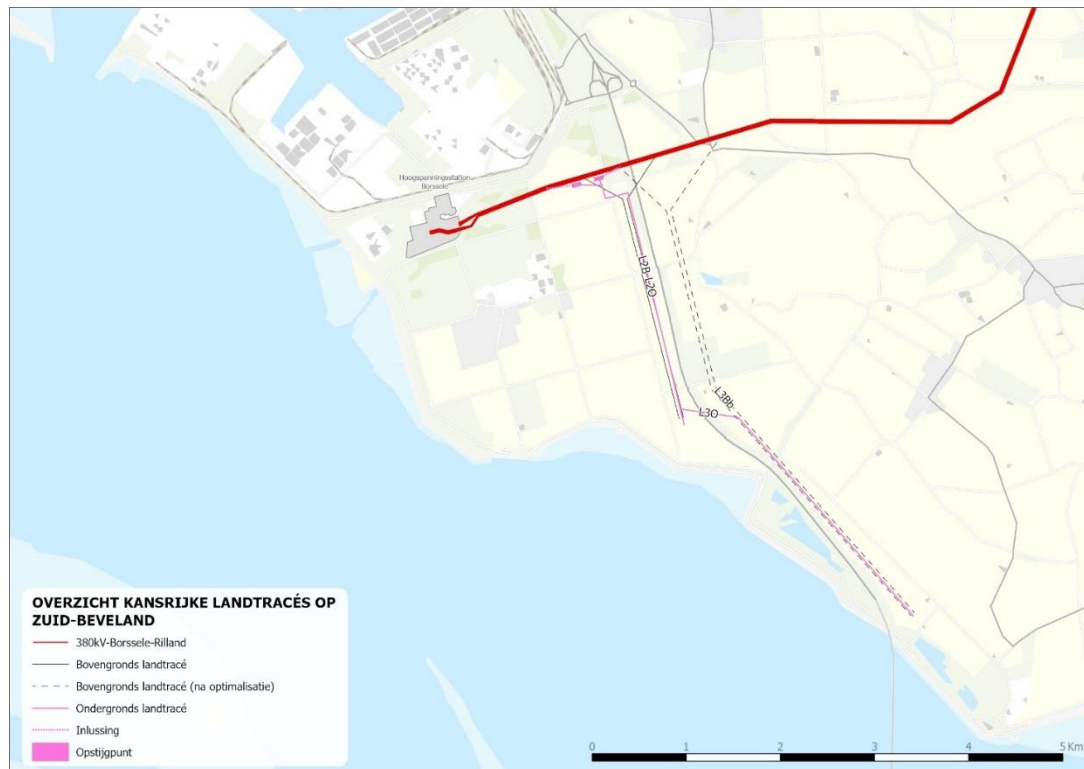 Hoogspanningsstation
Borssele
L2B-L2O
L3Bb
L3O
OVERZICHT KANSRIJKE LANDTRACÉS OP
ZUID-BEVELAND
380kV-Borssele-Rilland
Bovengronds landtracé
Bovengronds landtracé (na optimalisatie)
Ondergronds landtracé
Inlussing
Opstijgpunt
0 1 2 3 4 5 Km